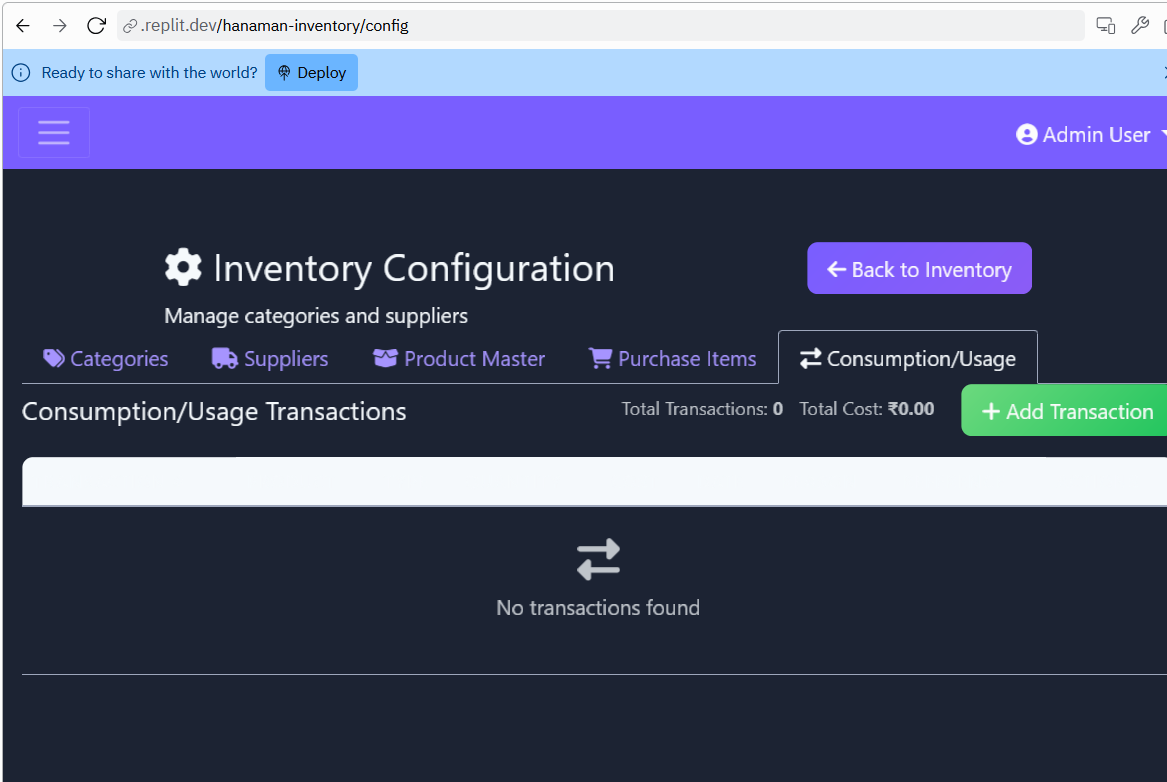 .replit.dev/hanaman-inventory/config
Ready to share with the world? Deploy
Admin User
Inventory Configuration
Back to Inventory
Manage categories and suppliers
Categories Suppliers Product Master Purchase Items Consumption/Usage
Consumption/Usage Transactions Total Transactions: 0 Total Cost: ₹0.00 + Add Transaction
No transactions found